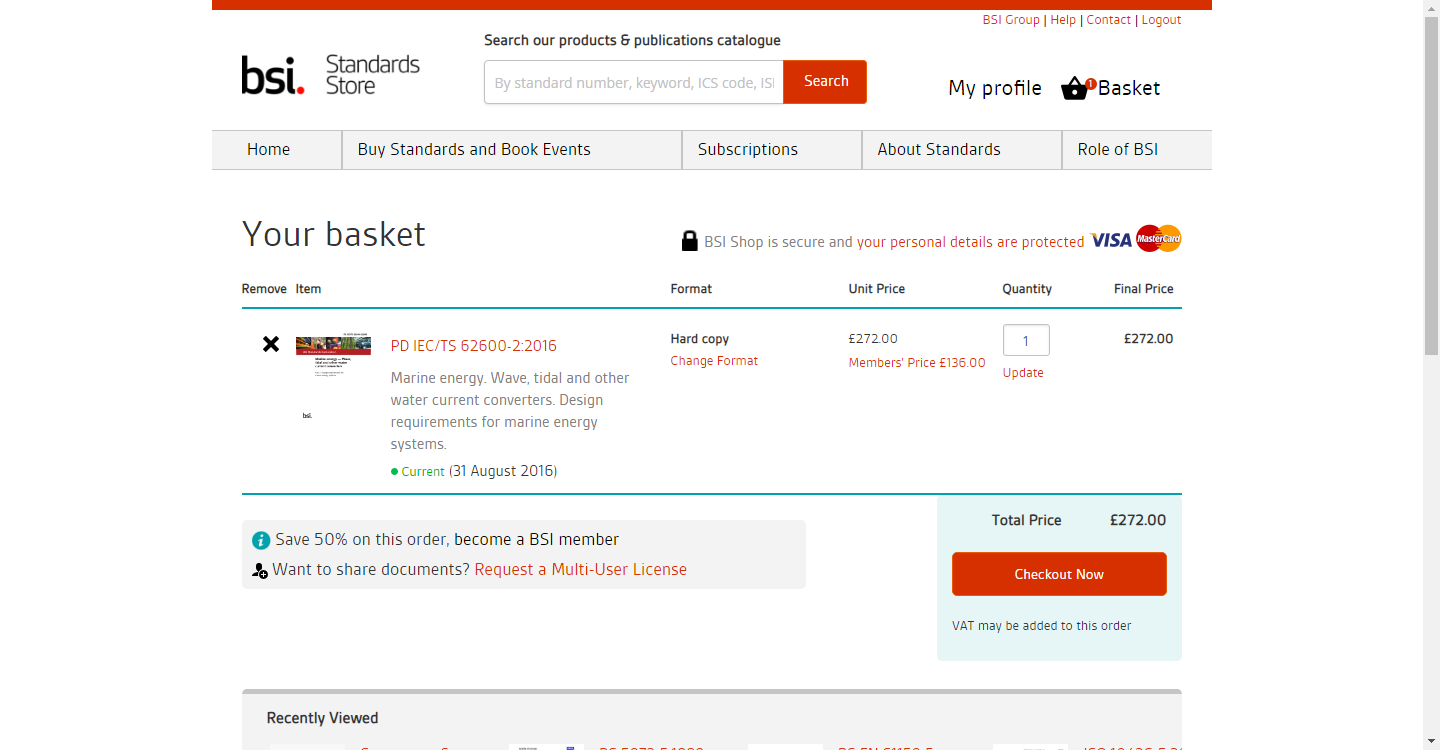 BSI Group | Help | Contact | Logout
Search our products & publications catalogue
bsi.
Standards
Store
By standard number, keyword, ICS code, ISI
Search
My profile
1
Basket
Home
Buy Standards and Book Events
Subscriptions
About Standards
Role of BSI
Your basket
BSI Shop is secure and your personal details are protected
VISA
MasterCard
Remove Item Format Unit Price Quantity Final Price
PD IEC/TS 62600-2:2016
Marine energy. Wave, tidal and other
water current converters. Design
requirements for marine energy
systems.
Current (31 August 2016)
bsi.
Hard copy
Change Format
£272.00
Members' Price £136.00
1
Update
£272.00
Save 50% on this order, become a BSI member
Want to share documents? Request a Multi-User License
Total Price £272.00
Checkout Now
VAT may be added to this order
Recently Viewed